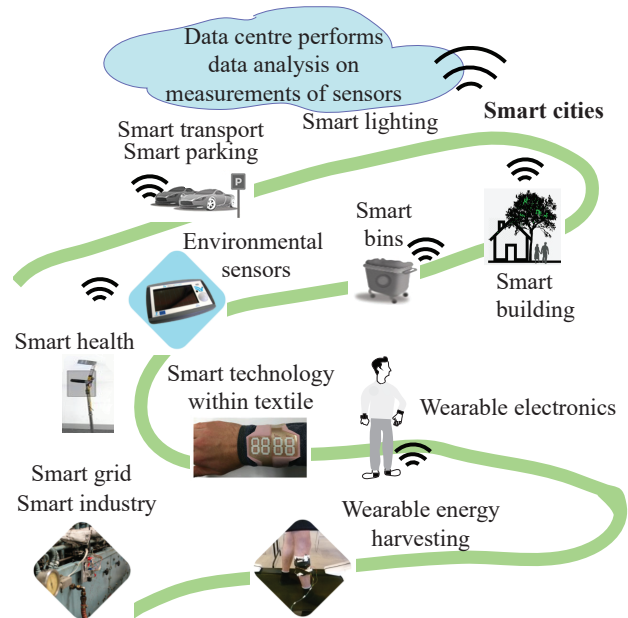 Data centre performs
data analysis on
measurements of sensors
Smart lighting
Smart cities
Smart transport
Smart parking
P
Smart
bins
Environmental
sensors
Smart
building
Smart health
Smart technology
within textile
8888
Wearable electronics
Smart grid
Smart industry
Wearable energy
harvesting